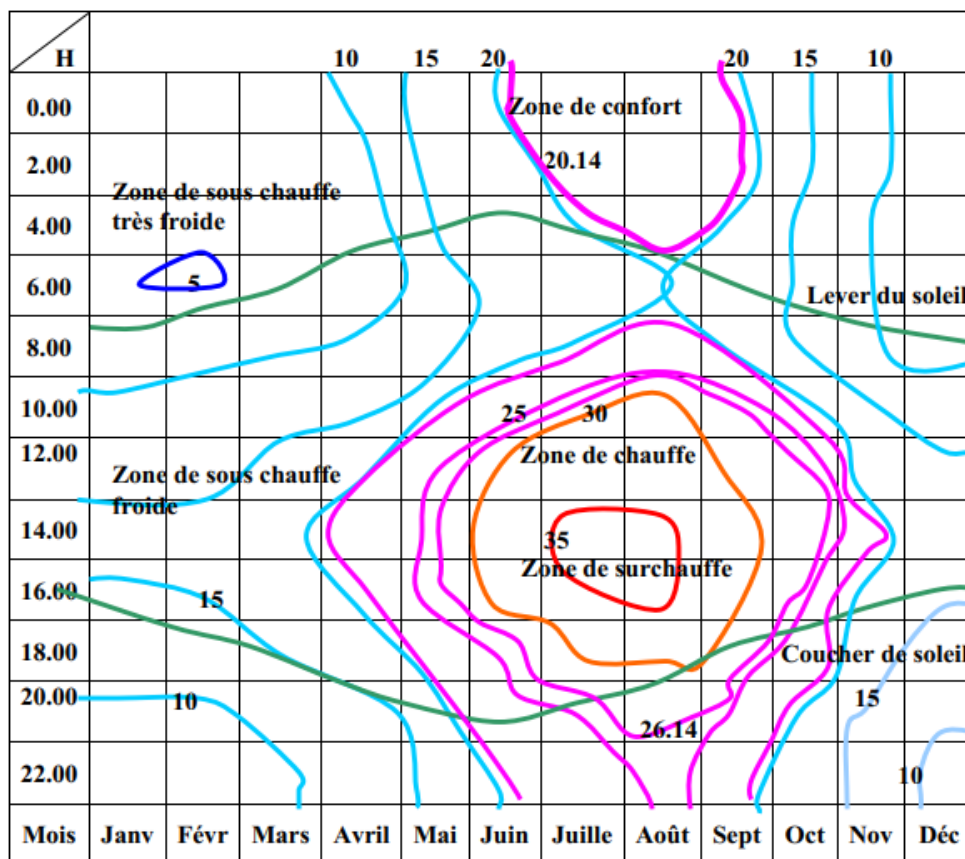 H 10 15 20 20 15 10
0.00 Zone de confort
2.00 20.14
Zone de sous chauffe
très froide
4.00
6.00 5 Lever du soleil
8.00
10.00 25 30
12.00 Zone de chauffe
Zone de sous chauffe
froide
14.00 35
Zone de surchauffe
16.00 15
18.00 Coucher de soleil
20.00 10 15
26.14
22.00 10
Mois Janv Févr Mars Avril Mai Juin Juille Août Sept Oct Nov Déc